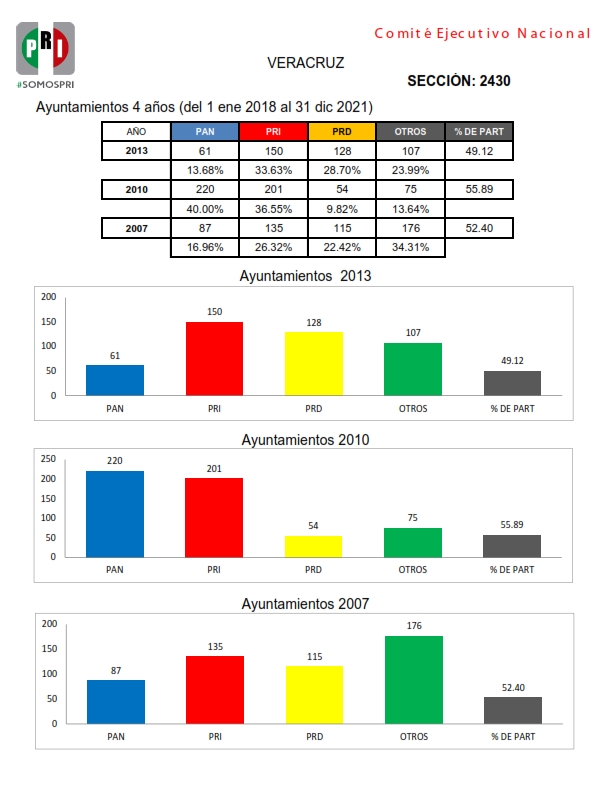 Comité Ejecutivo Nacional
PRI
#SOMOSPRI
VERACRUZ
SECCIÓN: 2430
Ayuntamientos 4 años (del 1 ene 2018 al 31 dic 2021)
AÑO PAN PRI PRD OTROS % DE PART
2013 61 150 128 107 49.12
13.68% 33.63% 28.70% 23.99%
2010 220 201 54 75 55.89
40.00% 36.55% 9.82% 13.64%
2007 87 135 115 176 52.40
16.96% 26.32% 22.42% 34.31%
Ayuntamientos 2013
200
150
100
50
0
61
150
128
107
49.12
PAN PRI PRD OTROS % DE PART
Ayuntamientos 2010
250
200
150
100
50
0
220
201
54
75
55.89
PAN PRI PRD OTROS % DE PART
Ayuntamientos 2007
200
150
100
50
0
87
135
115
176
52.40
PAN PRI PRD OTROS % DE PART